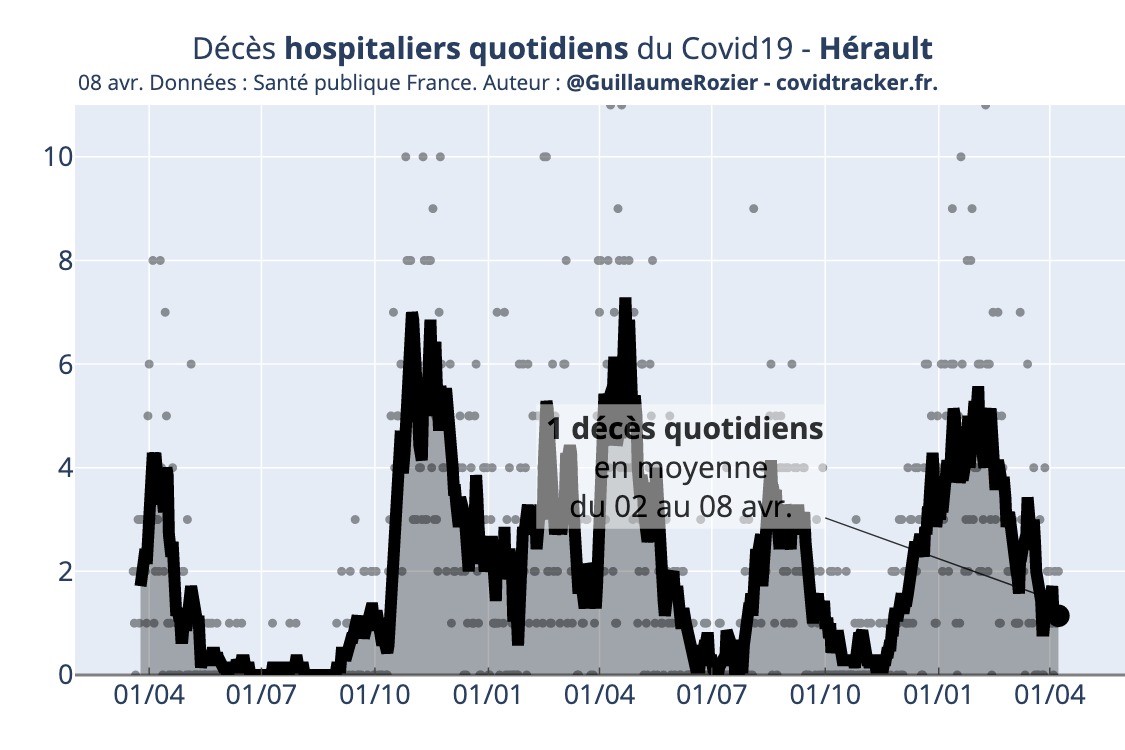 Décès hospitaliers quotidiens du Covid19 - Hérault
08 avr. Données : Santé publique France. Auteur : @GuillaumeRozier - covidtracker.fr.
10
8
6
4
2
0
1 décès quotidiens
en moyenne
du 02 au 08 avr.
01/04 01/07 01/10 01/01 01/04 01/07 01/10 01/01 01/04